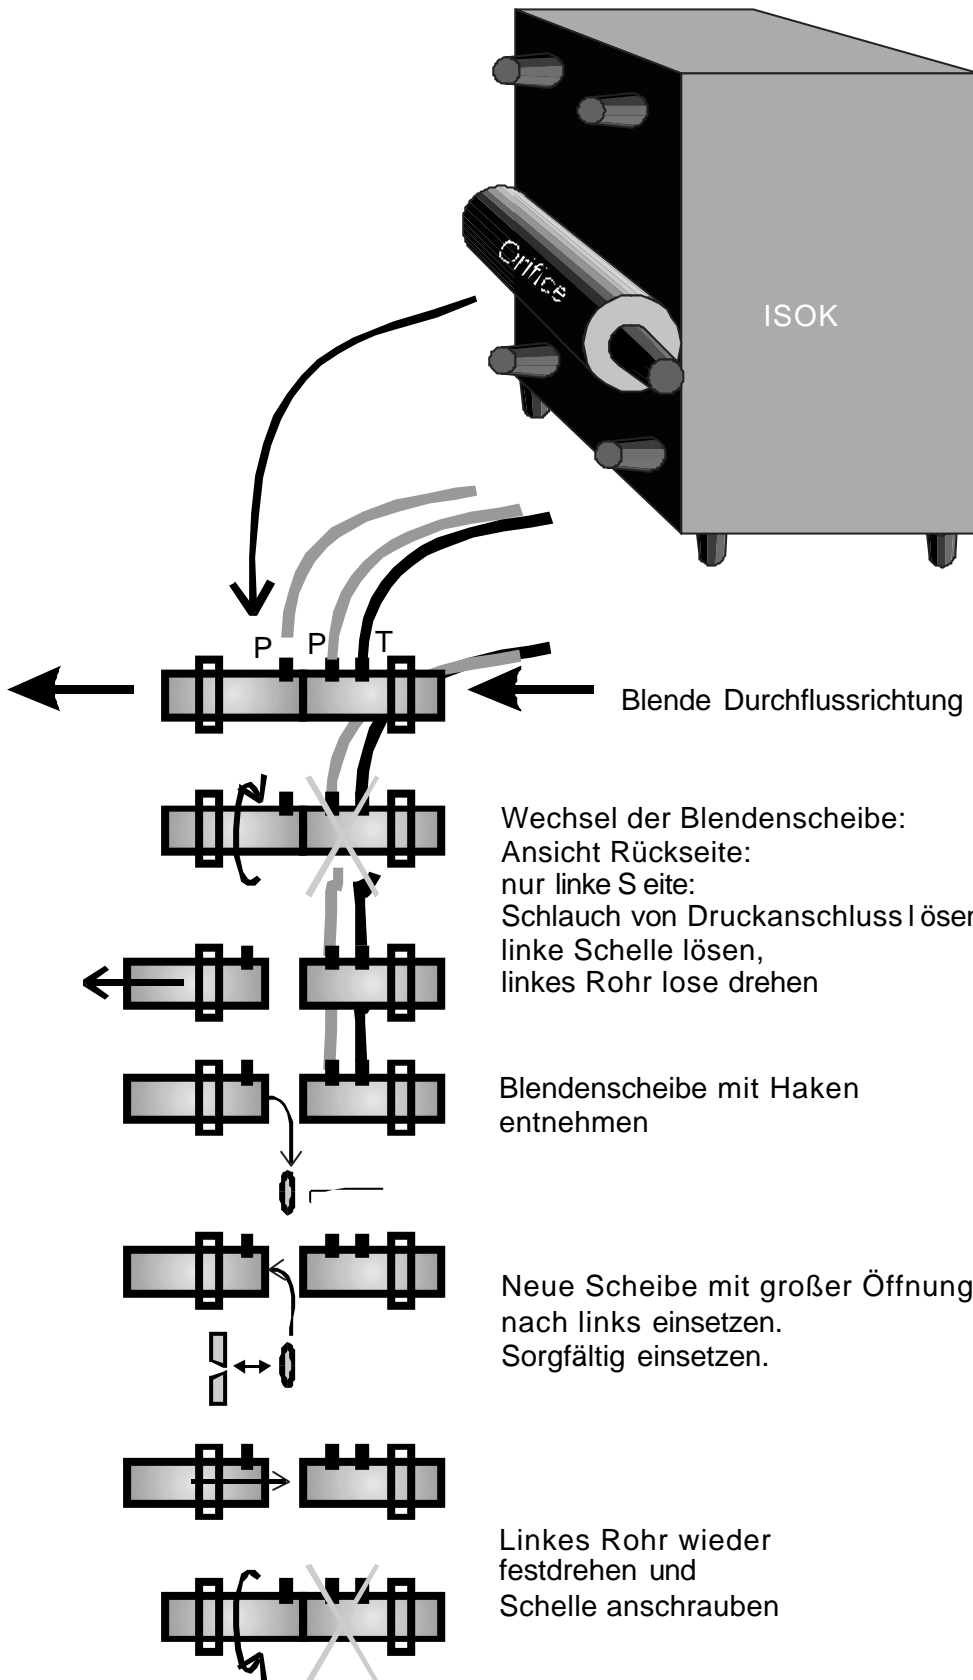 Orifice
ISOK
P P T
Blende Durchflussrichtung
Wechsel der Blendenscheibe:
Ansicht Rückseite:
nur linke Seite:
Schlauch von Druckanschluss lösen
linke Schelle lösen,
linkes Rohr lose drehen
Blendenscheibe mit Haken
entnehmen
Neue Scheibe mit großer Öffnung
nach links einsetzen.
Sorgfältig einsetzen.
Linkes Rohr wieder
festdrehen und
Schelle anschrauben